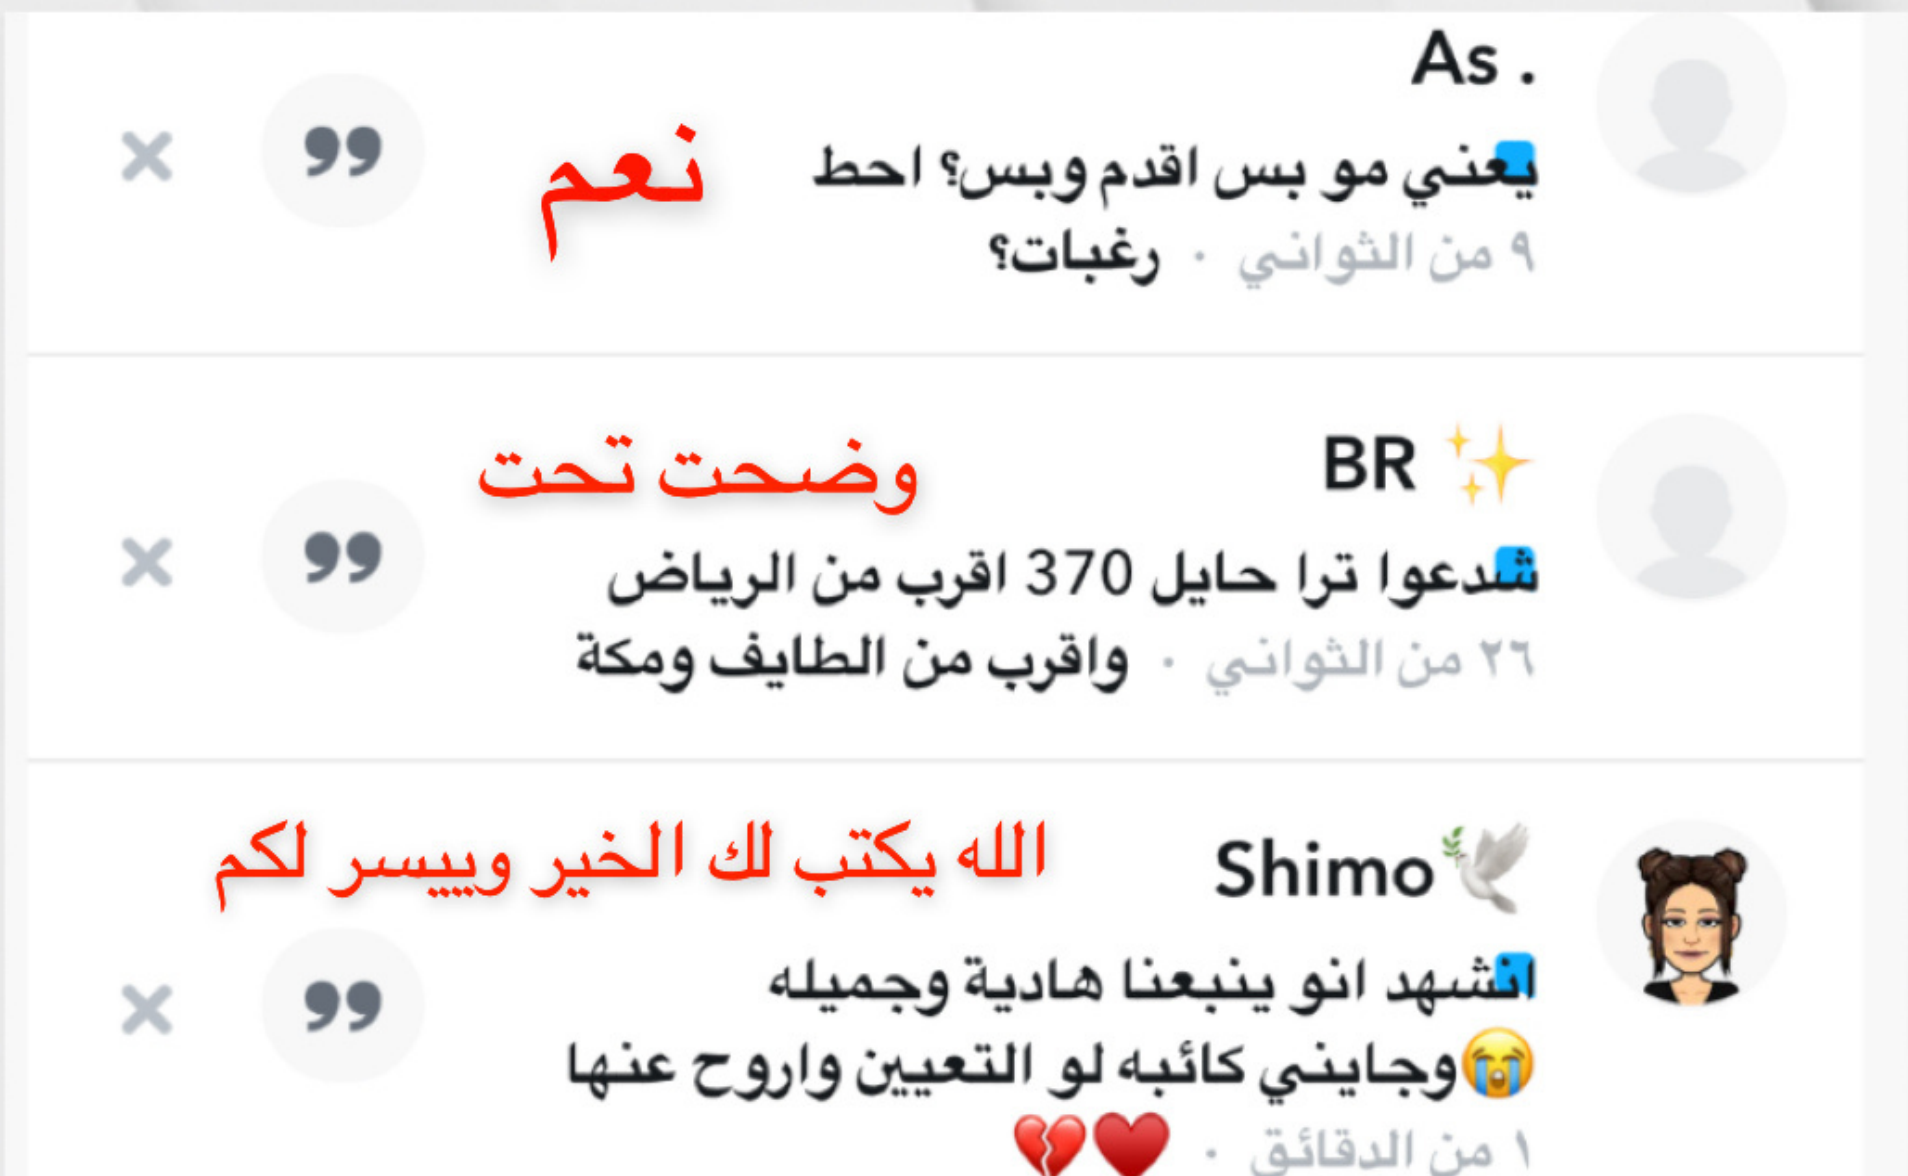 As .
نعم
يعني مو بس اقدم وبس؟ احط
رغبات؟ · ٩ من الثواني
BR ✨
وضحت تحت
شدعوا ترا حايل 370 اقرب من الرياض
واقرب من الطايف ومكة · ٢٦ من الثواني
Shimo🕊️
الله يكتب لك الخير وييسر لكم
انشهد انو ينبعنا هادية وجميله
😭وجايني كائبه لو التعيين واروح عنها
❤️💔 · ١ من الدقائق